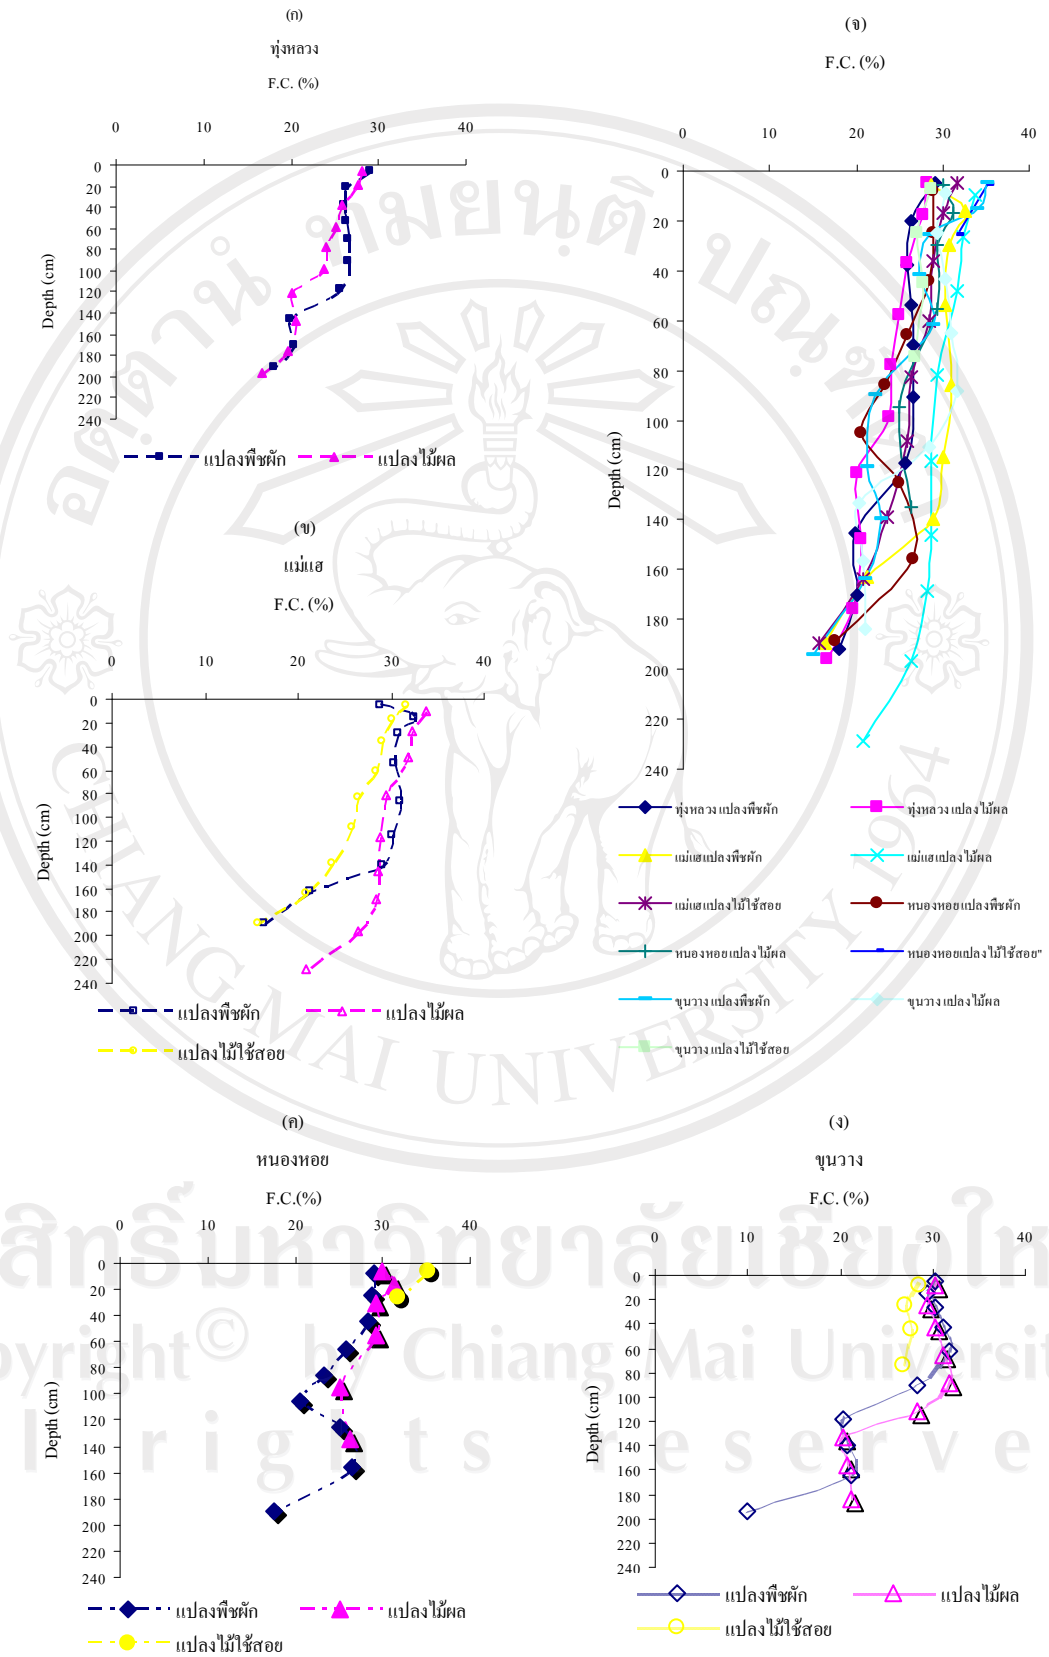 (ก)
ทุ่งหลวง
F.C. (%)
0 10 20 30 40
0
20
40
60
80
100
120
140
160
180
200
220
240
Depth (cm)
แปลงพืชผัก แปลงไม้ผล
(ข)
แม่แฮ
F.C. (%)
0 10 20 30 40
0
20
40
60
80
100
120
140
160
180
200
220
240
Depth (cm)
แปลงพืชผัก แปลงไม้ผล
แปลงไม้ใช้สอย
(จ)
F.C. (%)
0 10 20 30 40
0
20
40
60
80
100
120
140
160
180
200
220
240
Depth (cm)
ทุ่งหลวงแปลงพืชผัก ทุ่งหลวงแปลงไม้ผล
แม่แฮแปลงพืชผัก แม่แฮแปลงไม้ผล
แม่แฮแปลงไม้ใช้สอย หนองหอยแปลงพืชผัก
หนองหอยแปลงไม้ผล หนองหอยแปลงไม้ใช้สอย"
ขุนวางแปลงพืชผัก ขุนวางแปลงไม้ผล
ขุนวางแปลงไม้ใช้สอย
(ค)
หนองหอย
F.C.(%)
0 10 20 30 40
0
20
40
60
80
100
120
140
160
180
200
220
240
Depth (cm)
แปลงพืชผัก แปลงไม้ผล
แปลงไม้ใช้สอย
(ง)
ขุนวาง
F.C. (%)
0 10 20 30 40
0
20
40
60
80
100
120
140
160
180
200
220
240
Depth (cm)
แปลงพืชผัก แปลงไม้ผล
แปลงไม้ใช้สอย
CHIANG MAI UNIVERSITY 1964